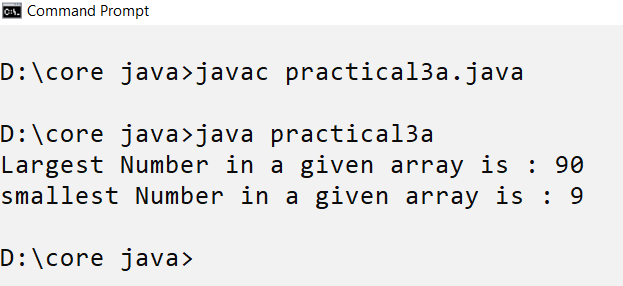 Command Prompt
D:\core java>javac practical3a.java
D:\core java>java practical3a
Largest Number in a given array is : 90
smallest Number in a given array is : 9
D:\core java>